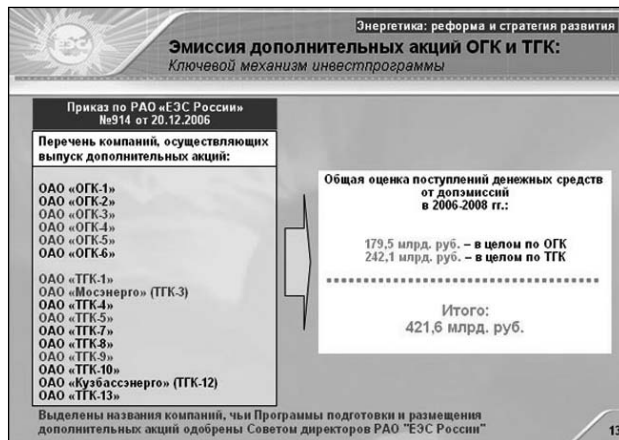 Энергетика: реформа и стратегия развития
ЕЭС
Эмиссия дополнительных акций ОГК и ТГК:
Ключевой механизм инвестпрограммы
Приказ по РАО «ЕЭС России»
№914 от 20.12.2006
Перечень компаний, осуществляющих
выпуск дополнительных акций:
ОАО «ОГК-1»
ОАО «ОГК-2»
ОАО «ОГК-3»
ОАО «ОГК-4»
ОАО «ОГК-5»
ОАО «ОГК-6»
ОАО «ТГК-1»
ОАО «Мосэнерго» (ТГК-3)
ОАО «ТГК-4»
ОАО «ТГК-5»
ОАО «ТГК-7»
ОАО «ТГК-8»
ОАО «ТГК-9»
ОАО «ТГК-10»
ОАО «Кузбассэнерго» (ТГК-12)
ОАО «ТГК-13»
Общая оценка поступлений денежных средств
от допэмиссий
в 2006-2008 гг.:
179,5 млрд. руб. – в целом по ОГК
242,1 млрд. руб. – в целом по ТГК
Итого:
421,6 млрд. руб.
Выделены названия компаний, чьи Программы подготовки и размещения
дополнительных акций одобрены Советом директоров РАО "ЕЭС России"
13